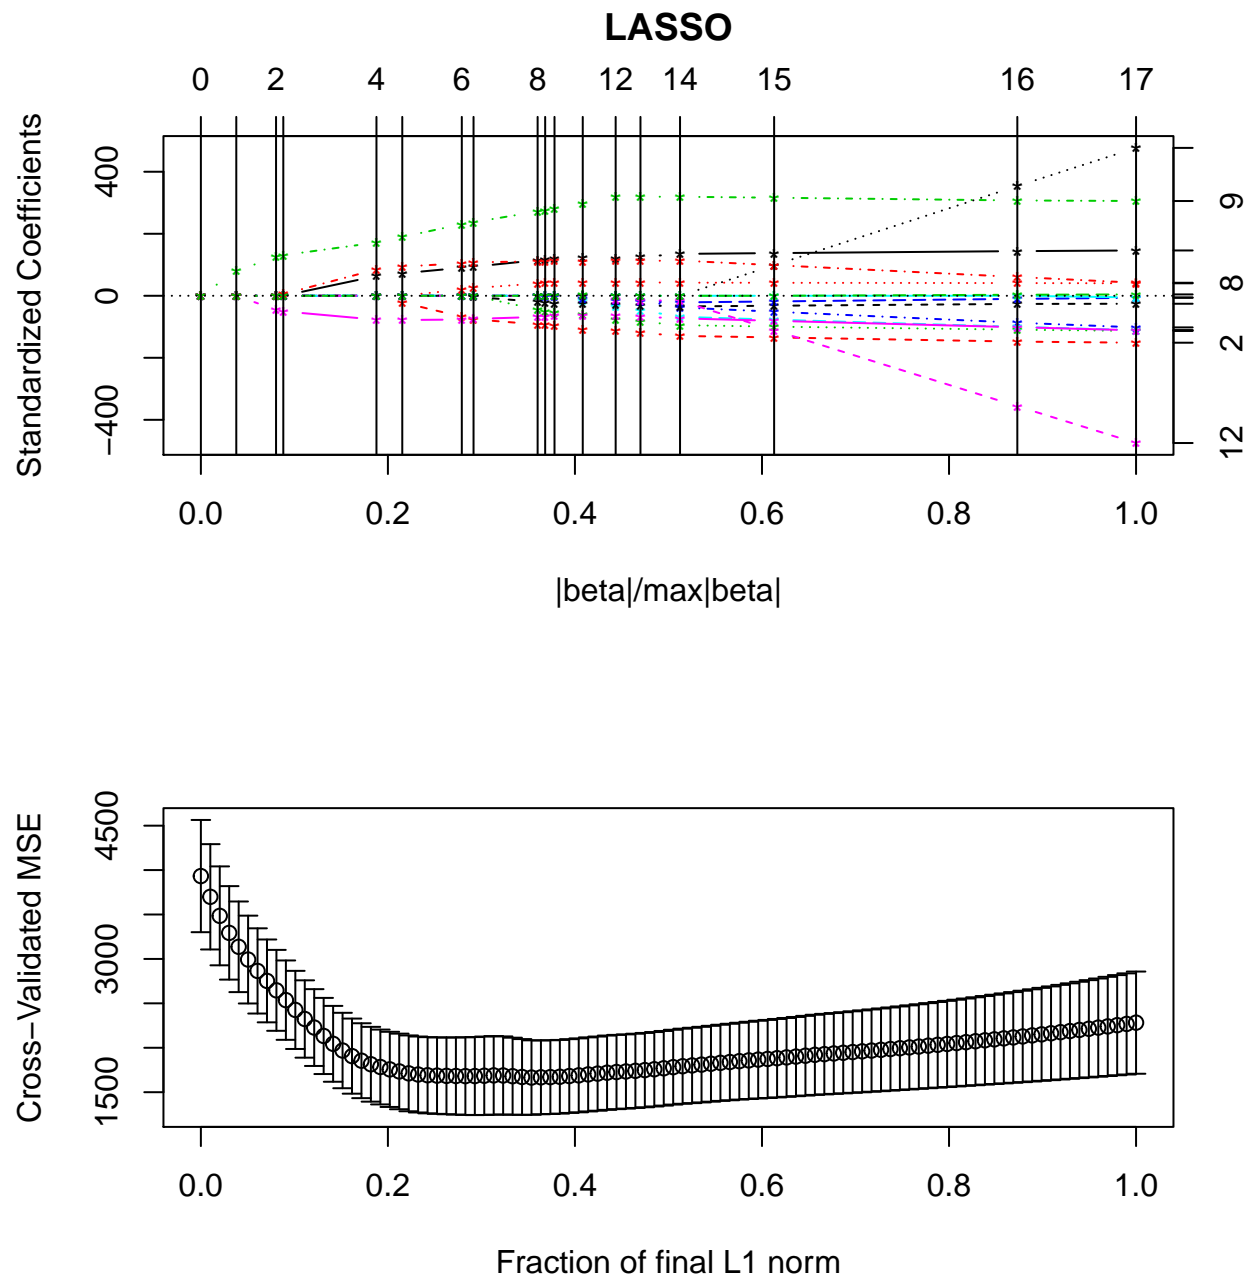 LASSO
0 2 4 6 8 12 14 15 16 17
Standardized Coefficients
400
0
−400
9
8
2
12
0.0 0.2 0.4 0.6 0.8 1.0
|beta|/max|beta|
Cross−Validated MSE
4500
3000
1500
0.0 0.2 0.4 0.6 0.8 1.0
Fraction of final L1 norm